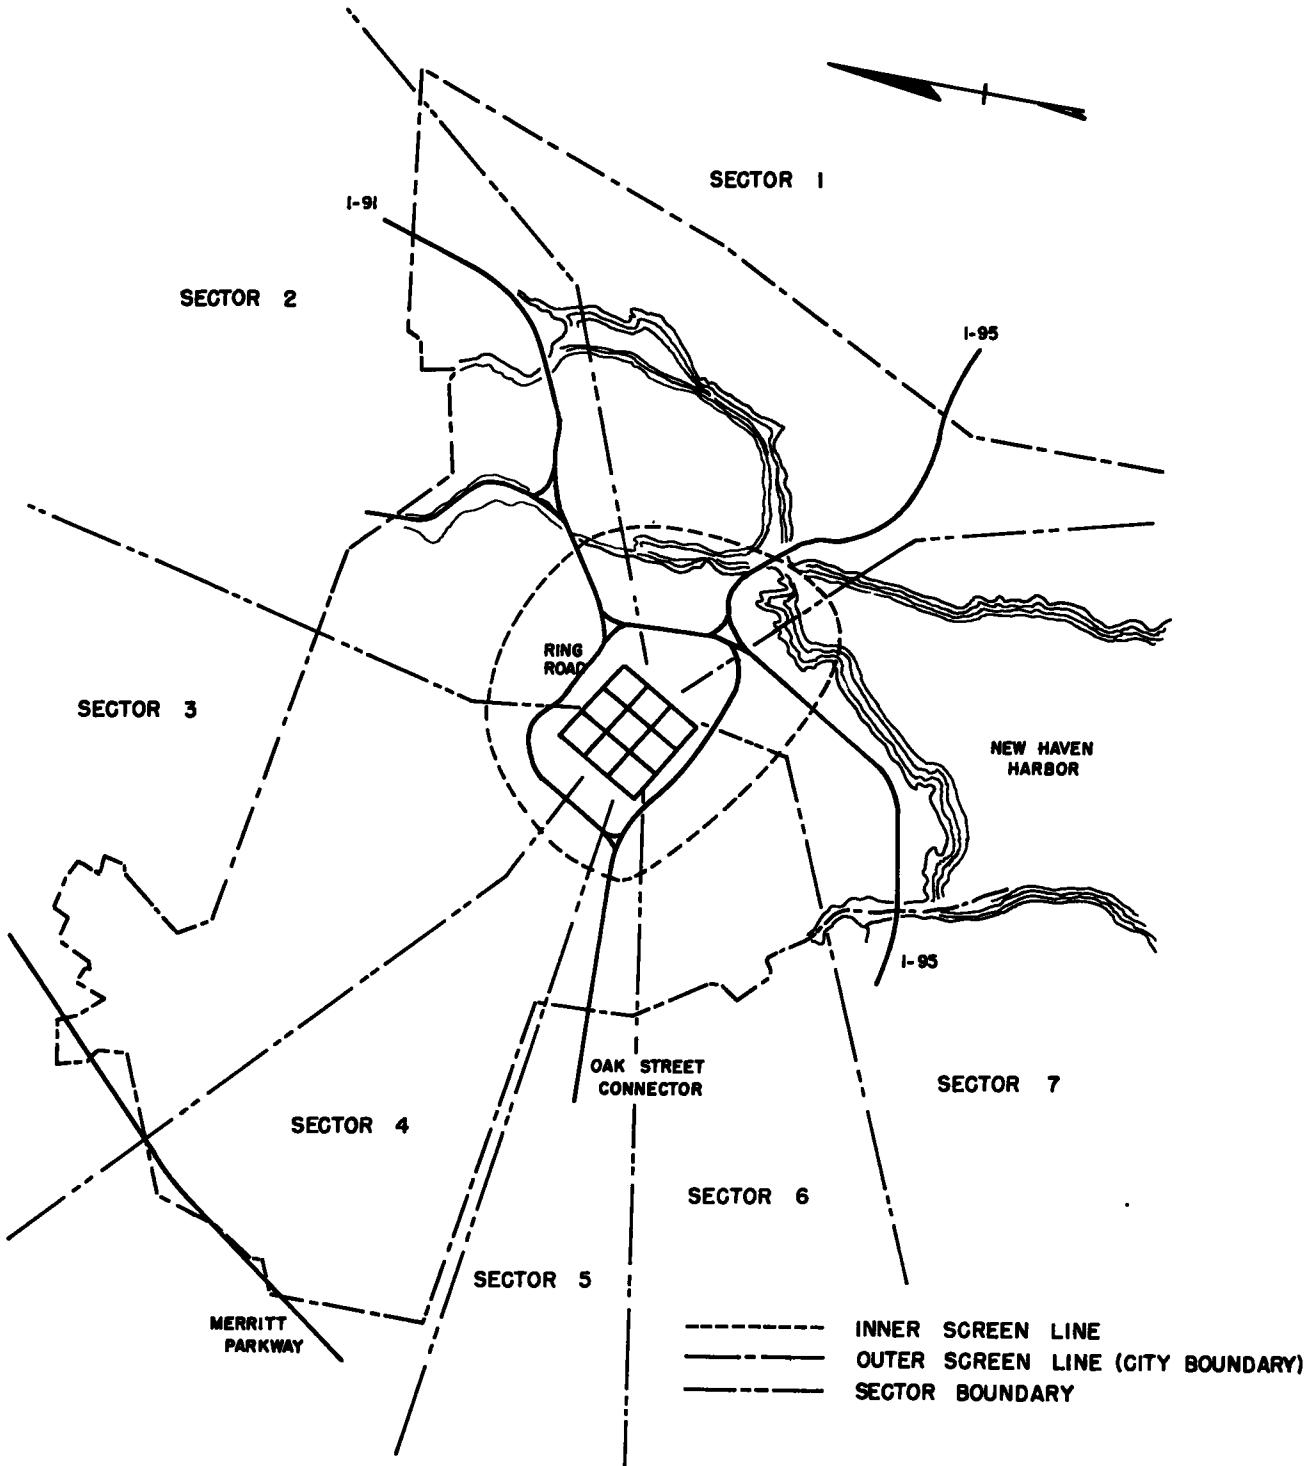 SECTOR 1
I-91
SECTOR 2
I-95
RING
ROAD
SECTOR 3
NEW HAVEN
HARBOR
I-95
OAK STREET
CONNECTOR
SECTOR 7
SECTOR 4
SECTOR 6
SECTOR 5
MERRITT
PARKWAY
INNER SCREEN LINE
OUTER SCREEN LINE (CITY BOUNDARY)
SECTOR BOUNDARY